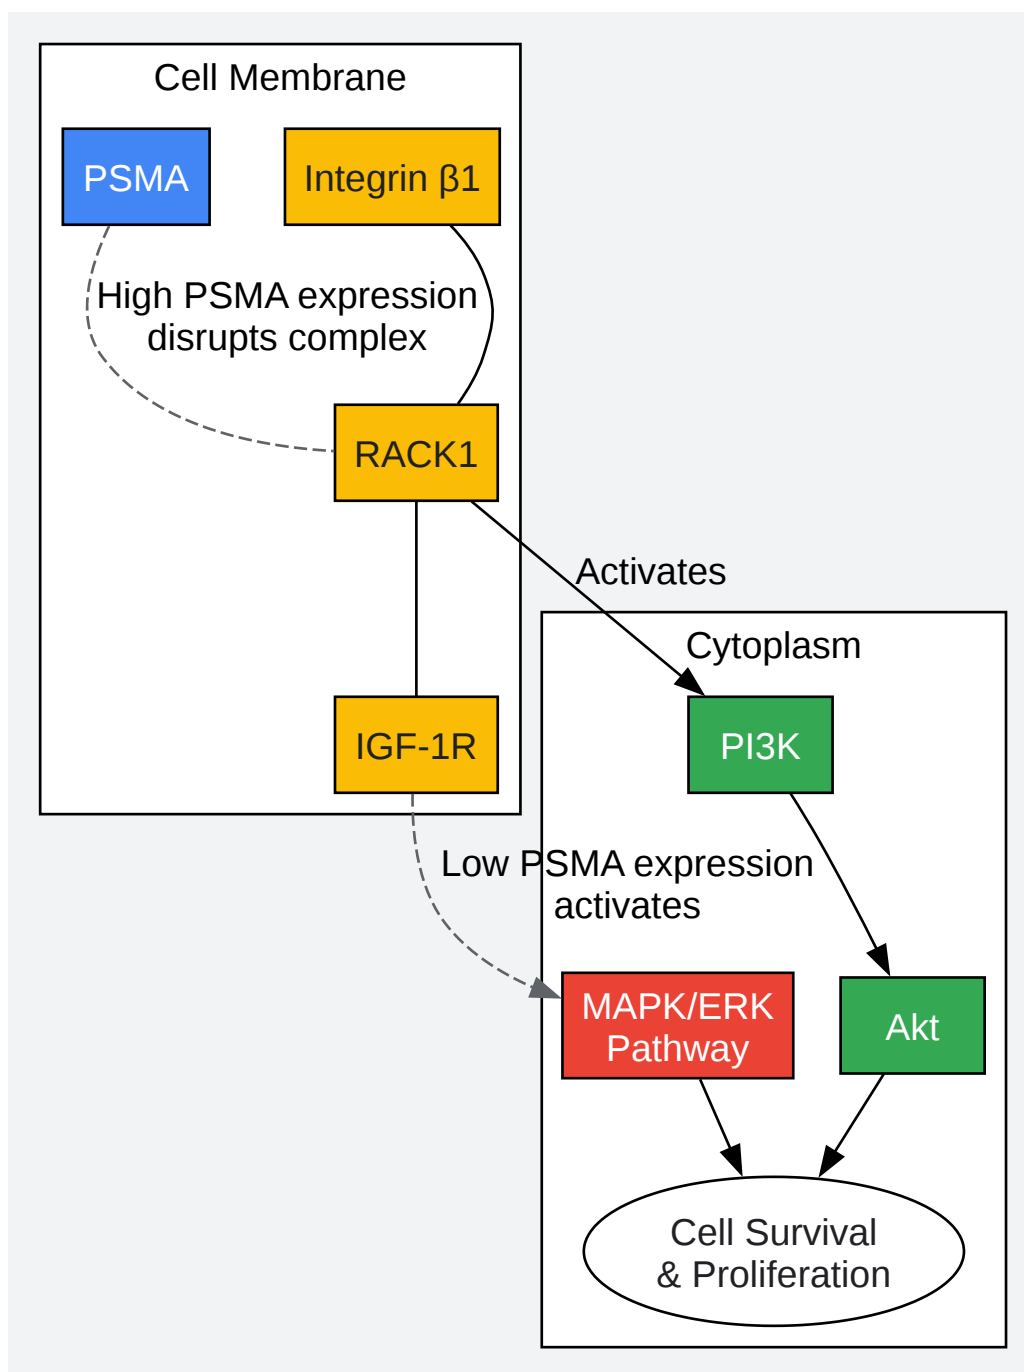 Cell Membrane
PSMA
Integrin β1
High PSMA expression
disrupts complex
RACK1
Activates
Cytoplasm
IGF-1R
PI3K
Low PSMA expression
activates
MAPK/ERK
Pathway
Akt
Cell Survival
& Proliferation